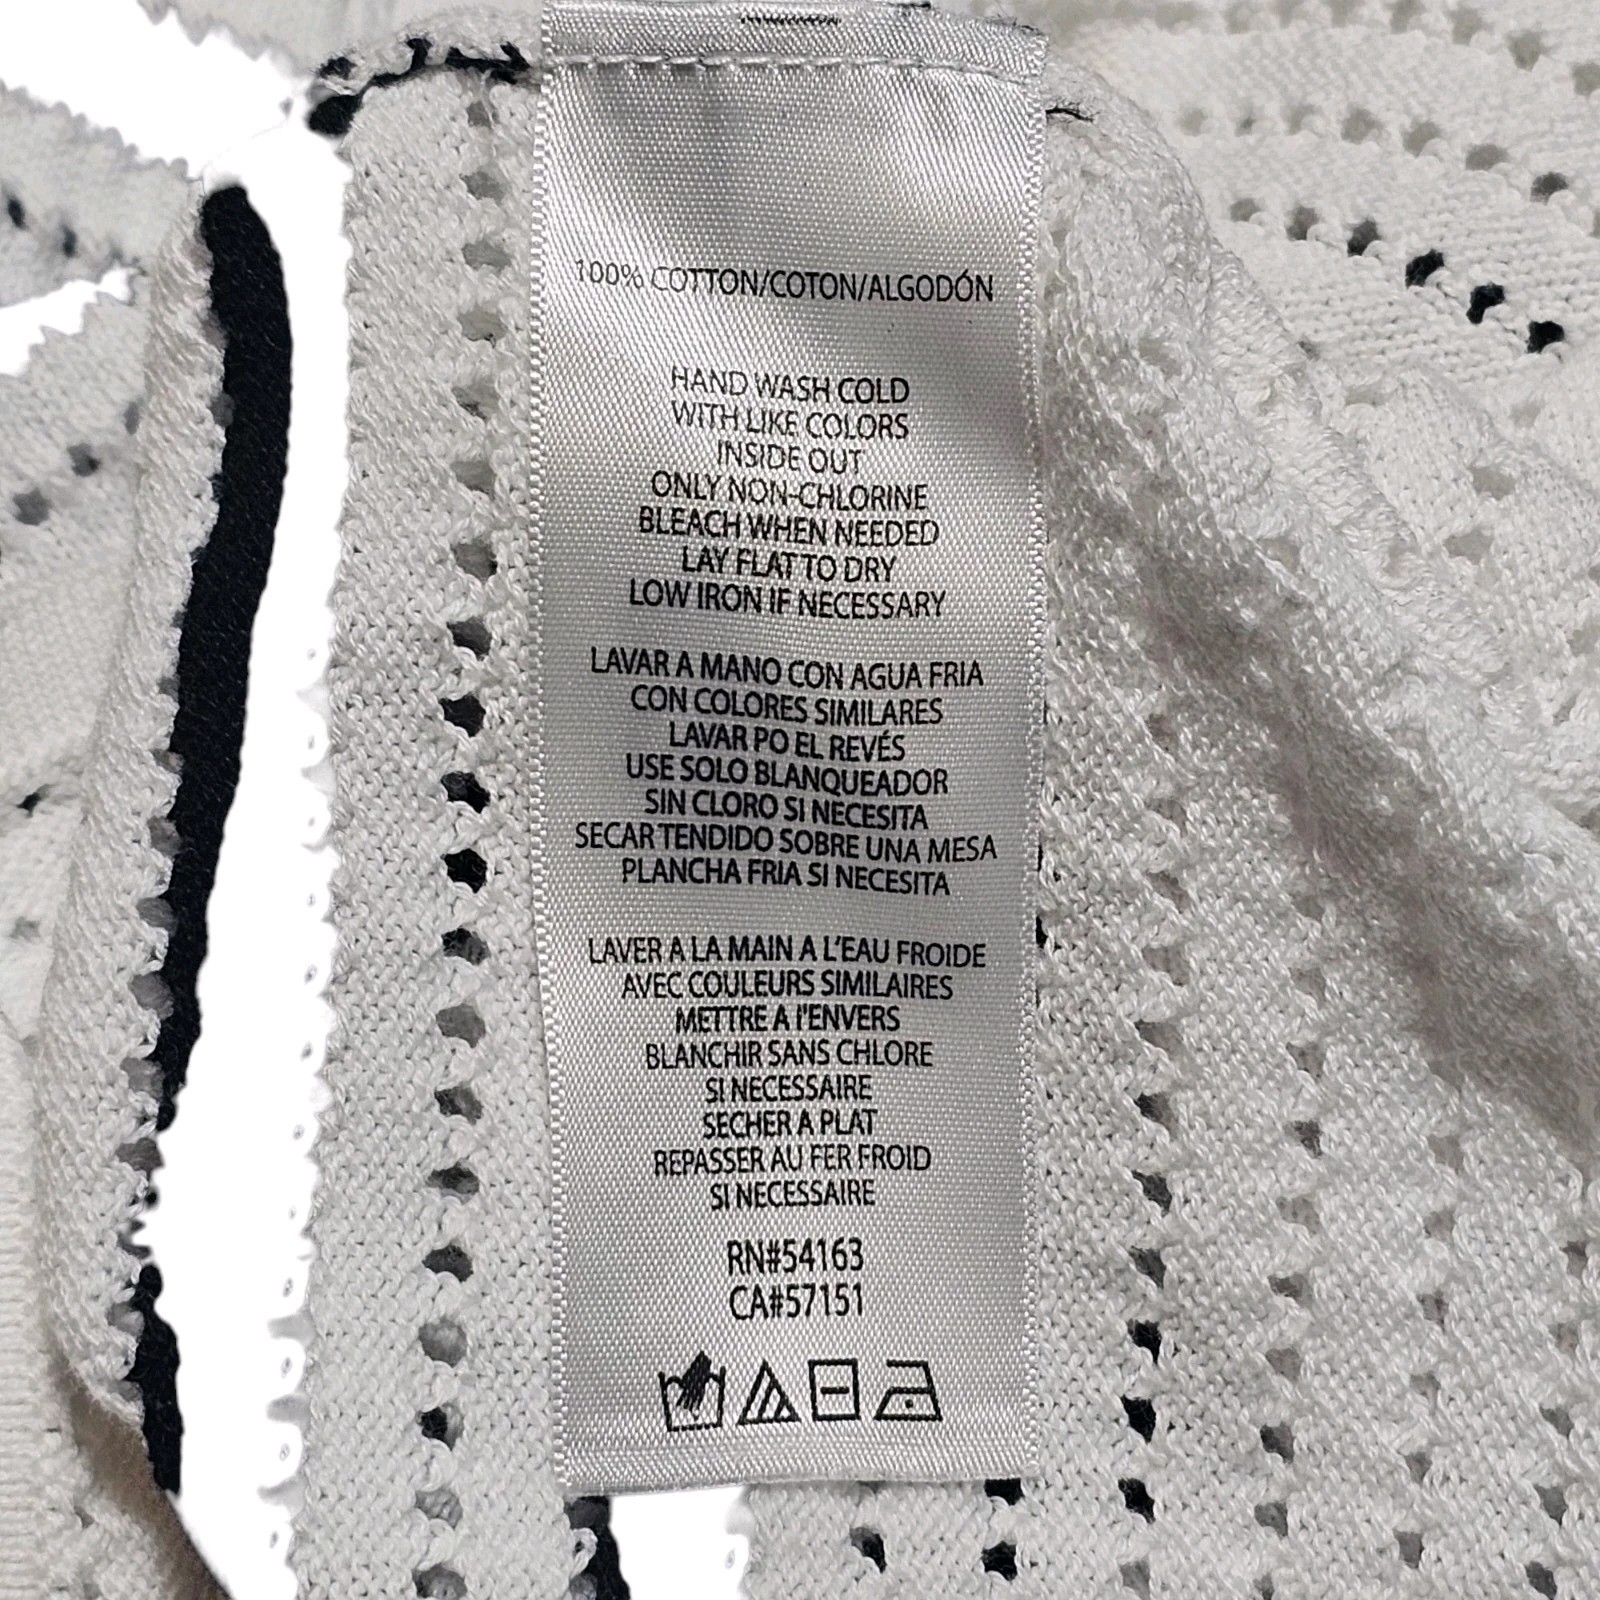 100% COTTON/COTON/ALGODÓN
HAND WASH COLD
WITH LIKE COLORS
INSIDE OUT
ONLY NON-CHLORINE
BLEACH WHEN NEEDED
LAY FLAT TO DRY
LOW IRON IF NECESSARY
LAVAR A MANO CON AGUA FRIA
CON COLORES SIMILARES
LAVAR PO EL REVÉS
USE SOLO BLANQUEADOR
SIN CLORO SI NECESITA
SECAR TENDIDO SOBRE UNA MESA
PLANCHA FRIA SI NECESITA
LAVER A LA MAIN A L'EAU FROIDE
AVEC COULEURS SIMILAIRES
METTRE A l'ENVERS
BLANCHIR SANS CHLORE
SI NECESSAIRE
SECHER A PLAT
REPASSER AU FER FROID
SI NECESSAIRE
RN#54163
CA#57151